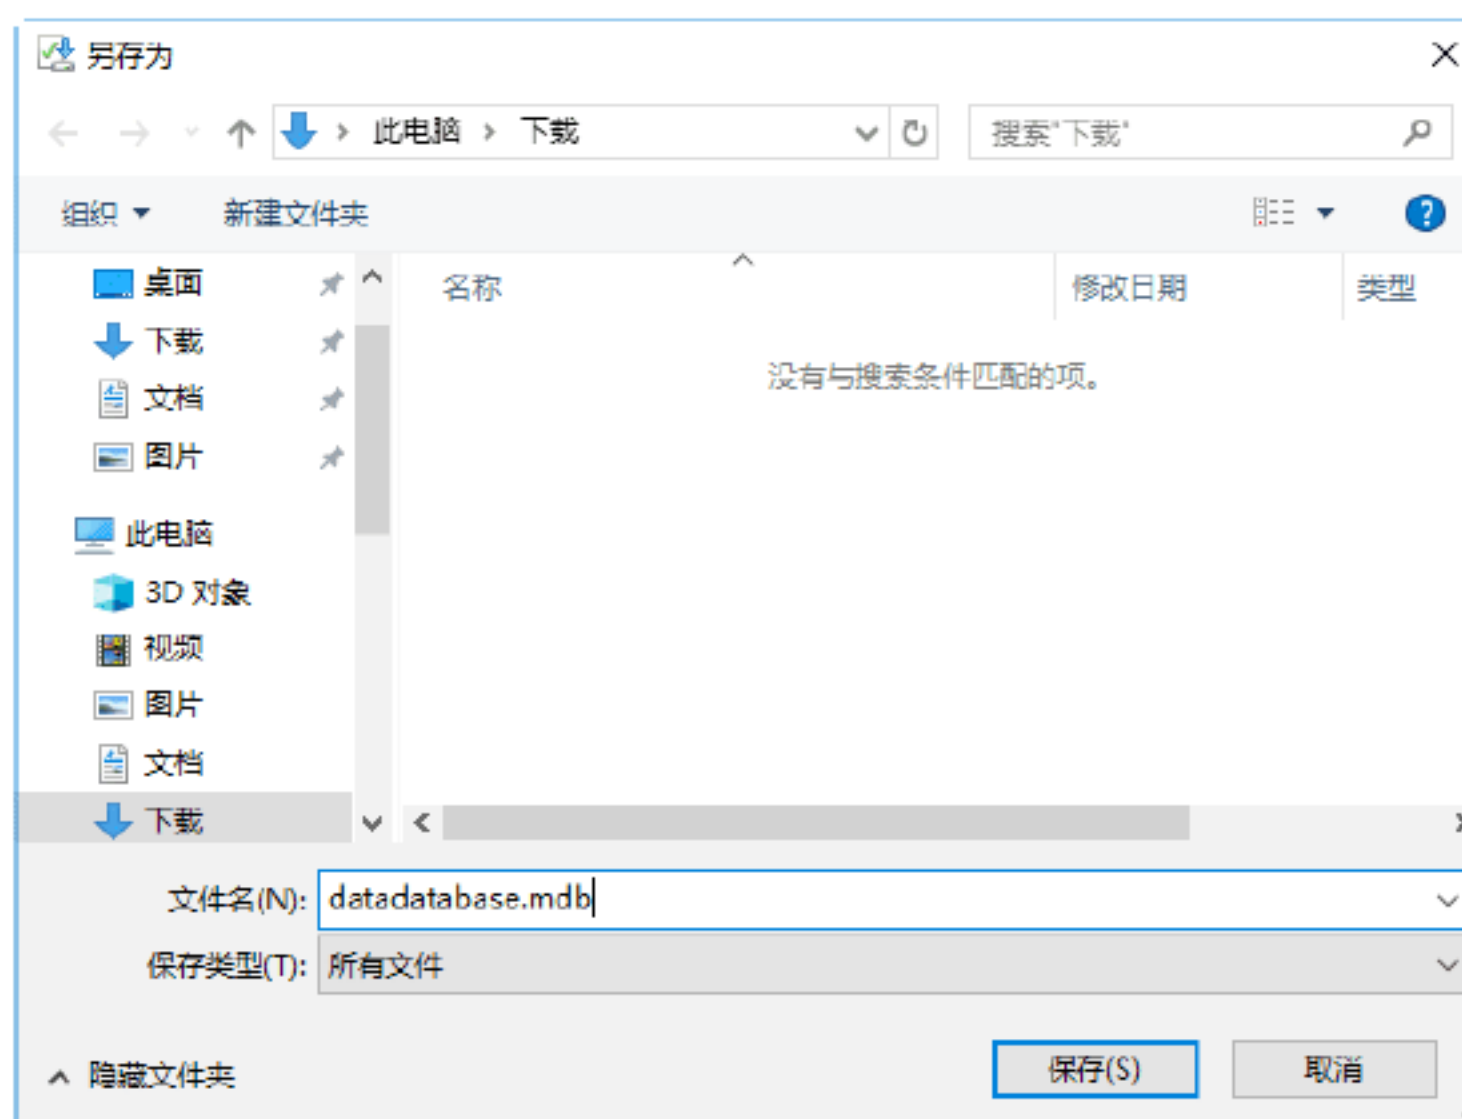 另存为
此电脑 下载
搜索"下载"
组织 新建文件夹
桌面
下载
文档
图片
此电脑
3D 对象
视频
图片
文档
下载
名称 修改日期 类型
没有与搜索条件匹配的项。
文件名(N): datadatabase.mdb
保存类型(T): 所有文件
隐藏文件夹 保存(S) 取消